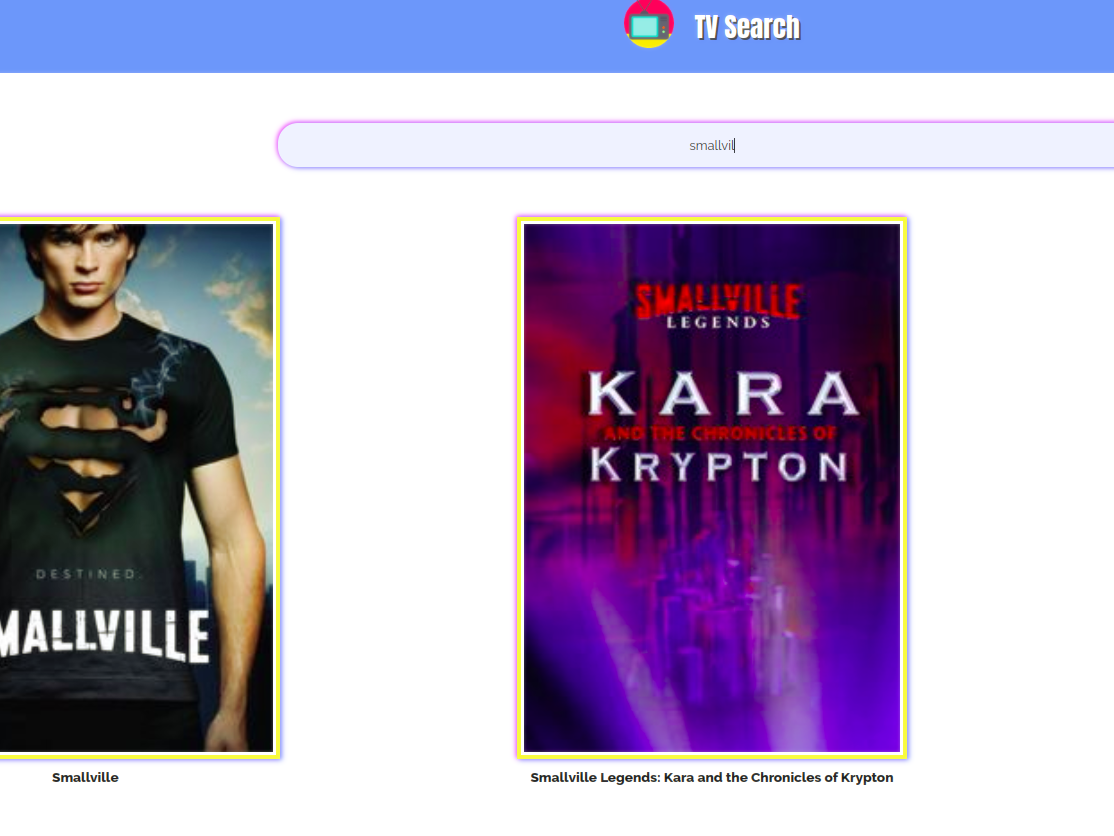 TV Search
smallvil
SMALLVILLE
LEGENDS
KARA
AND THE CHRONICLES OF
KRYPTON
DESTINED.
MALLVILLE
Smallville
Smallville Legends: Kara and the Chronicles of Krypton